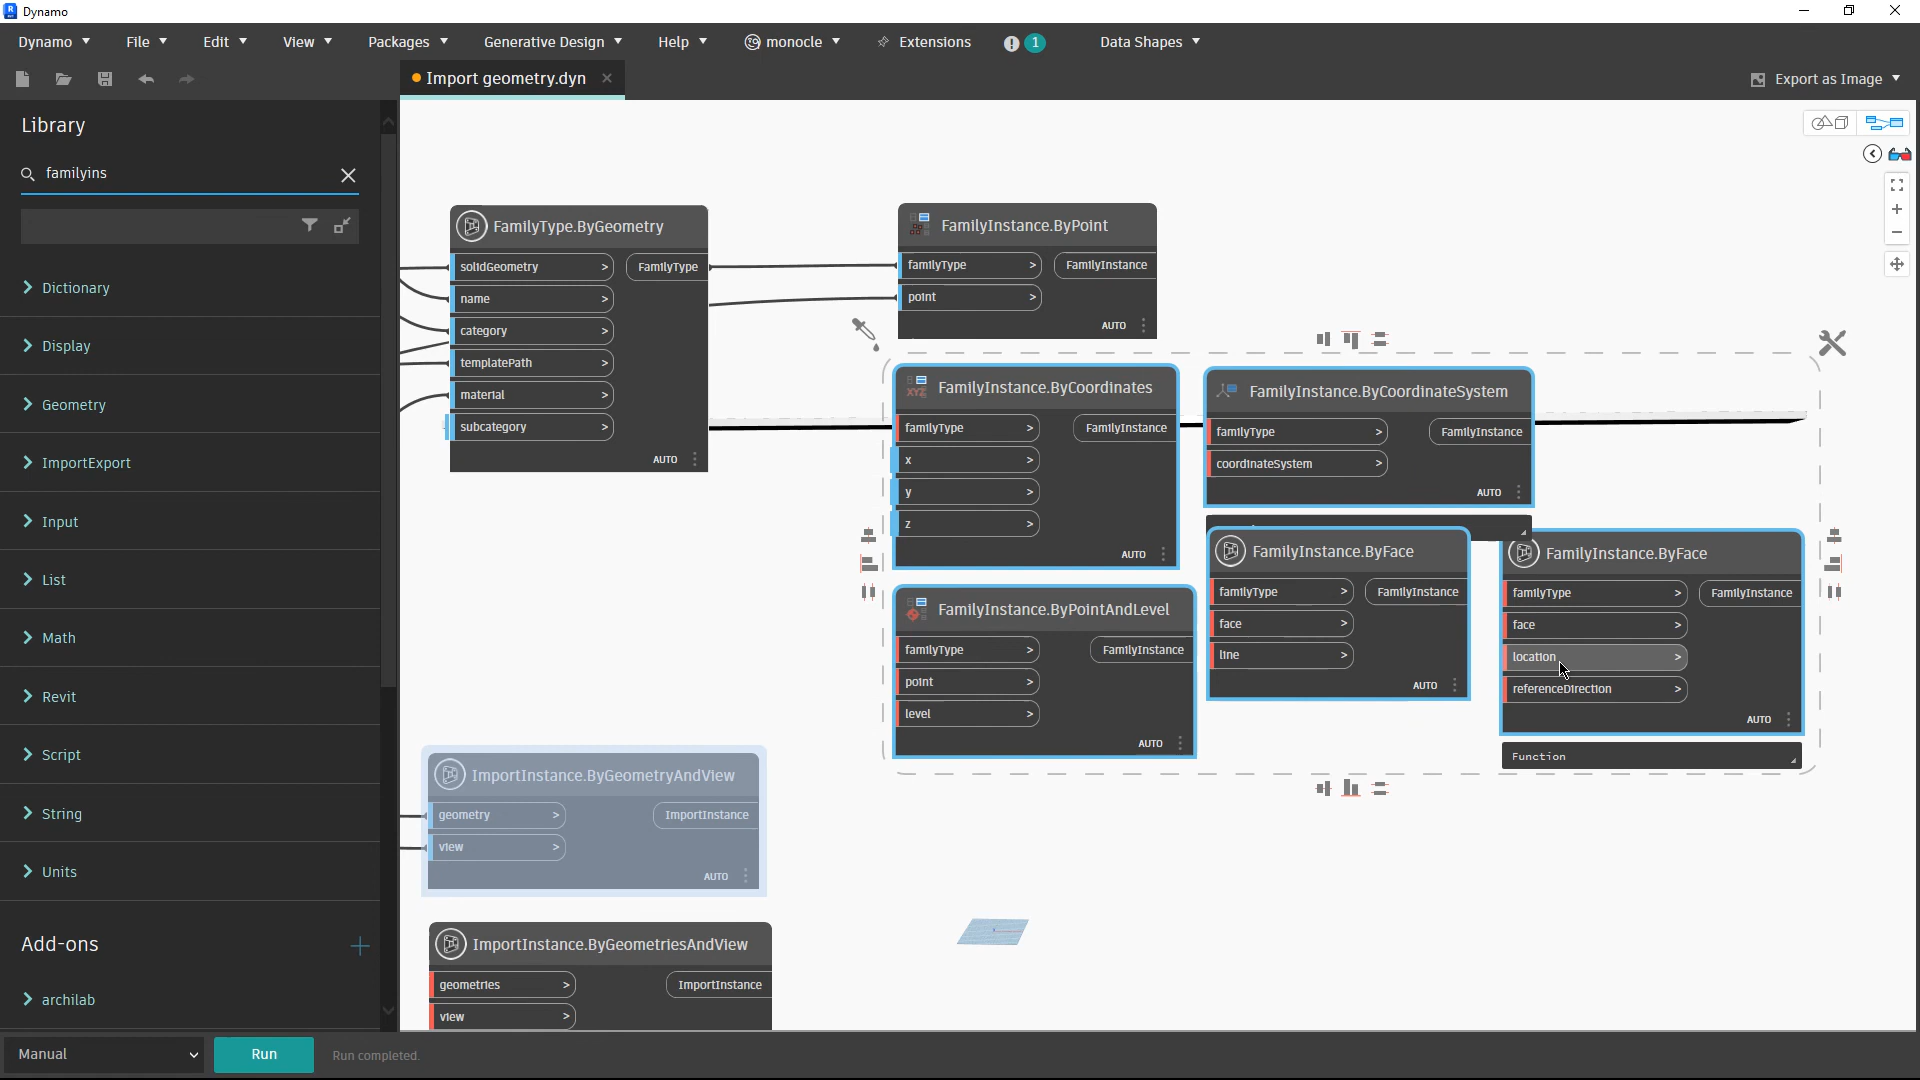 Dynamo
Dynamo File Edit View Packages Generative Design Help monocle Extensions 1 Data Shapes
Import geometry.dyn
Export as Image
Library
familyins
Dictionary
Display
Geometry
ImportExport
Input
List
Math
Revit
Script
String
Units
Add-ons
archilab
FamilyType.ByGeometry
solidGeometry > FamilyType
name >
category >
templatePath >
material >
subcategory >
AUTO
FamilyInstance.ByPoint
familyType > FamilyInstance
point >
AUTO
FamilyInstance.ByCoordinates
familyType > FamilyInstance
x >
y >
z >
AUTO
FamilyInstance.ByCoordinateSystem
familyType > FamilyInstance
coordinateSystem >
AUTO
FamilyInstance.ByPointAndLevel
familyType > FamilyInstance
point >
level >
AUTO
FamilyInstance.ByFace
familyType > FamilyInstance
face >
line >
AUTO
FamilyInstance.ByFace
familyType > FamilyInstance
face >
location >
referenceDirection >
AUTO
Function
ImportInstance.ByGeometryAndView
geometry > ImportInstance
view >
AUTO
ImportInstance.ByGeometriesAndView
geometries > ImportInstance
view >
Manual
Run
Run completed.